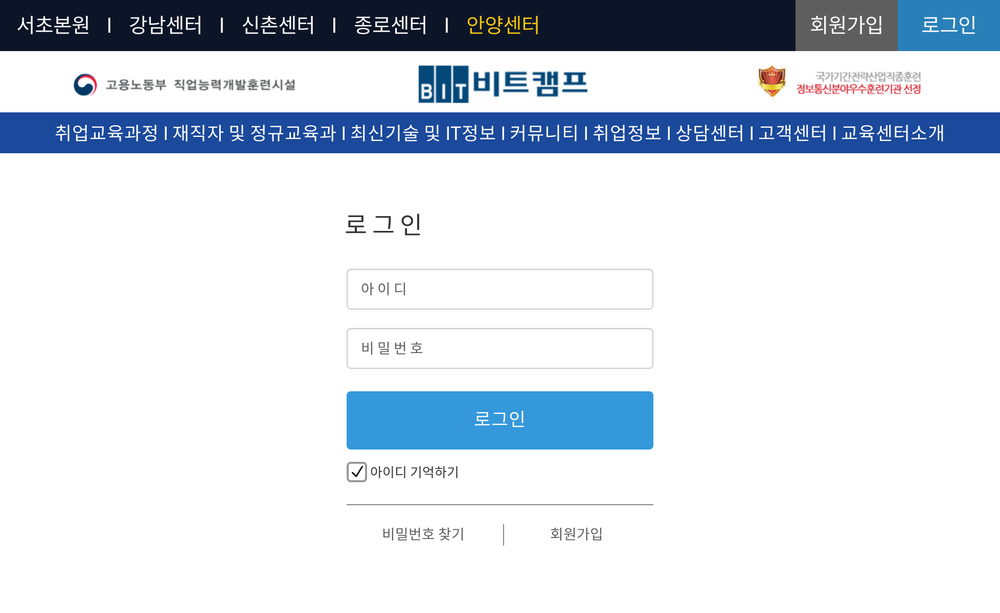 서초본원 ㅣ 강남센터 ㅣ 신촌센터 ㅣ 종로센터 ㅣ 안양센터 회원가입 로그인
고용노동부 직업능력개발훈련시설
BIT비트캠프
국가기간전략산업직종훈련
정보통신분야우수훈련기관 선정
취업교육과정 l 재직자 및 정규교육과 l 최신기술 및 IT정보 l 커뮤니티 l 취업정보 l 상담센터 l 고객센터 l 교육센터소개
로그인
아이디
비밀번호
로그인
아이디 기억하기
비밀번호 찾기 회원가입